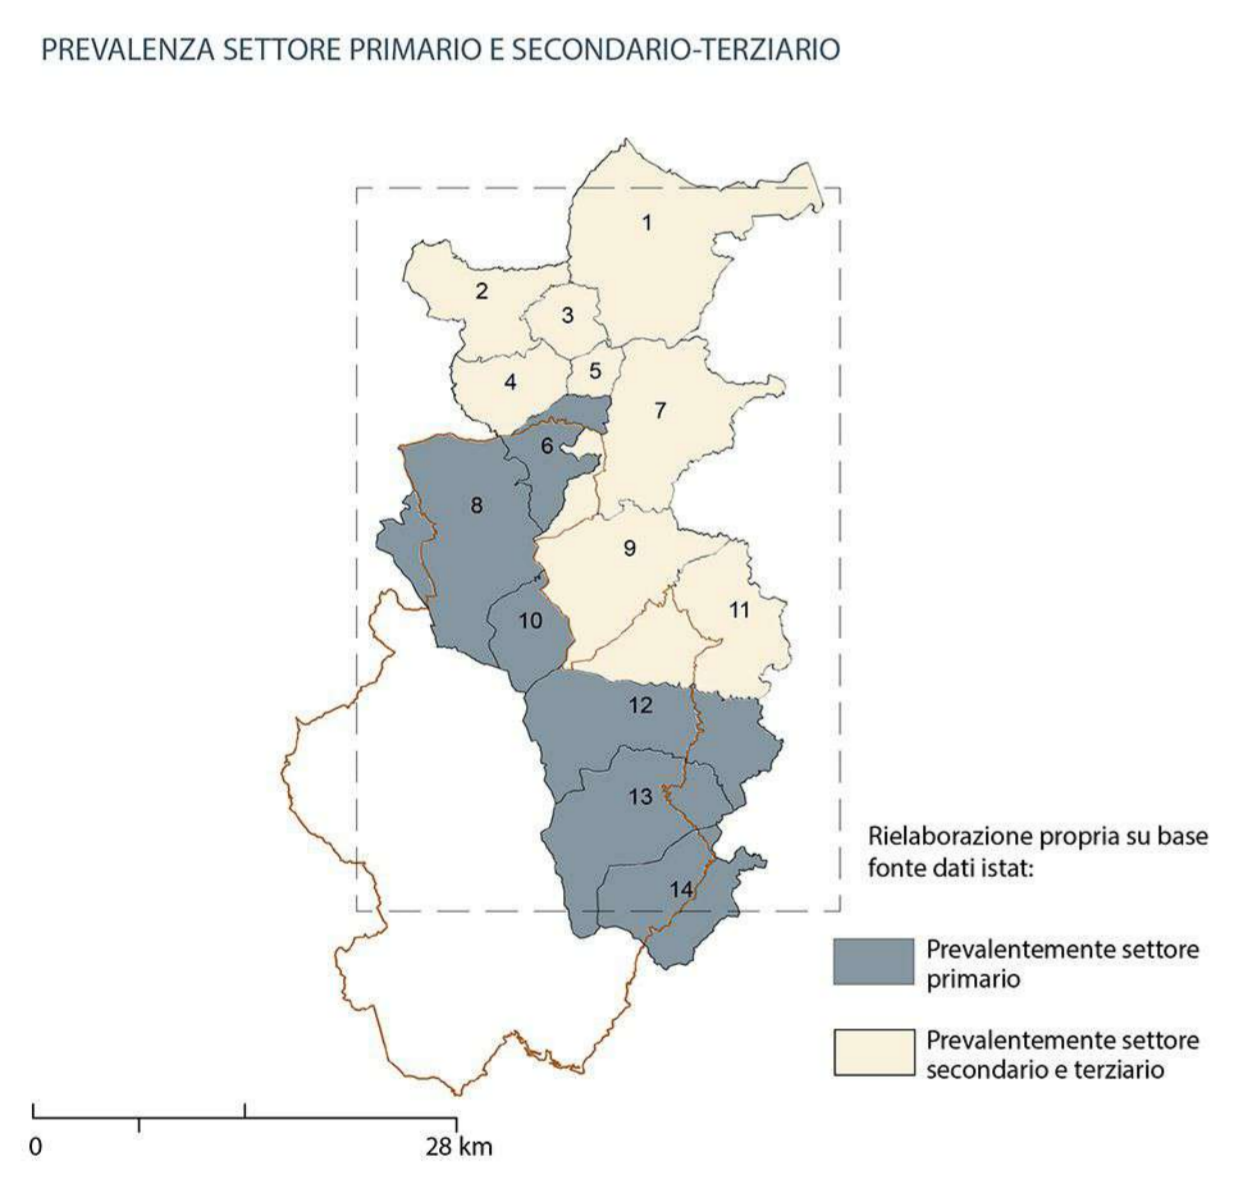 PREVALENZA SETTORE PRIMARIO E SECONDARIO-TERZIARIO
1
2
3
4
5
6
7
8
9
10
11
12
13
14
Rielaborazione propria su base
fonte dati istat:
Prevalentemente settore
primario
Prevalentemente settore
secondario e terziario
0
28 km